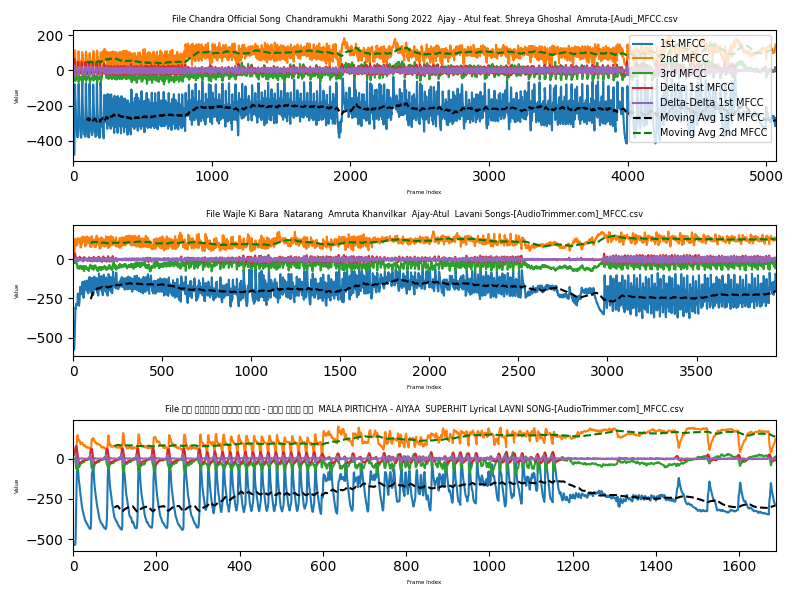 File Chandra Official Song Chandramukhi Marathi Song 2022 Ajay - Atul feat. Shreya Ghoshal Amruta-[Audi_MFCC.csv
200
0
−200
−400
Value
0 1000 2000 3000 4000 5000
Frame Index
1st MFCC
2nd MFCC
3rd MFCC
Delta 1st MFCC
Delta-Delta 1st MFCC
Moving Avg 1st MFCC
Moving Avg 2nd MFCC
File Wajle Ki Bara Natarang Amruta Khanvilkar Ajay-Atul Lavani Songs-[AudioTrimmer.com]_MFCC.csv
0
−250
−500
Value
0 500 1000 1500 2000 2500 3000 3500
Frame Index
File - MALA PIRTICHYA - AIYAA SUPERHIT Lyrical LAVNI SONG-[AudioTrimmer.com]_MFCC.csv
0
−250
−500
Value
0 200 400 600 800 1000 1200 1400 1600
Frame Index